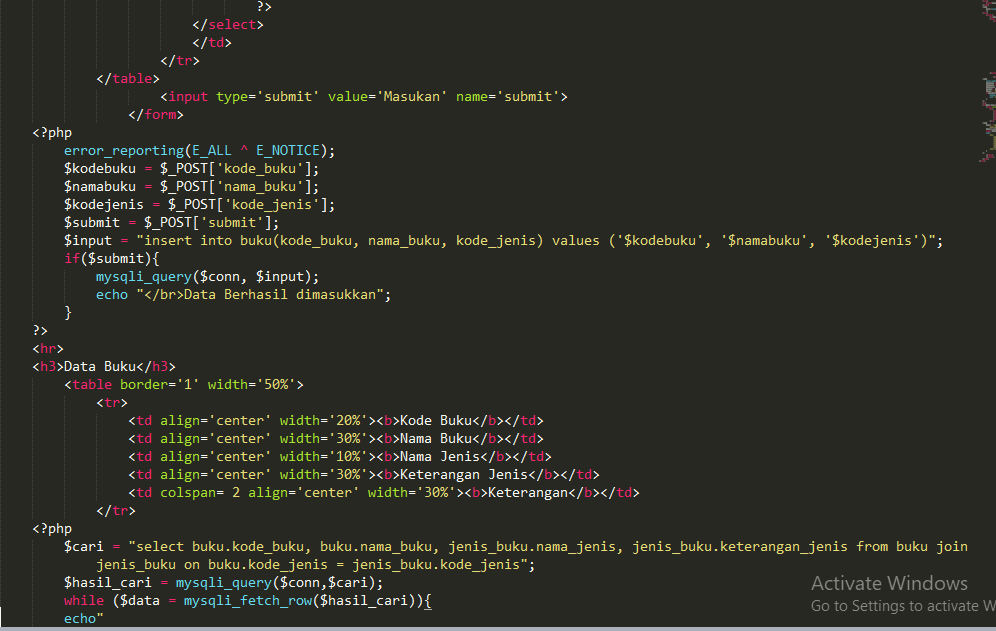 ?>
</select>
</td>
</tr>
</table>
<input type='submit' value='Masukan' name='submit'>
</form>
<?php
error_reporting(E_ALL ^ E_NOTICE);
$kodebuku = $_POST['kode_buku'];
$namabuku = $_POST['nama_buku'];
$kodejenis = $_POST['kode_jenis'];
$submit = $_POST['submit'];
$input = "insert into buku(kode_buku, nama_buku, kode_jenis) values ('$kodebuku', '$namabuku', '$kodejenis')";
if($submit){
mysqli_query($conn, $input);
echo "</br>Data Berhasil dimasukkan";
}
?>
<hr>
<h3>Data Buku</h3>
<table border='1' width='50%'>
<tr>
<td align='center' width='20%'><b>Kode Buku</b></td>
<td align='center' width='30%'><b>Nama Buku</b></td>
<td align='center' width='10%'><b>Nama Jenis</b></td>
<td align='center' width='30%'><b>Keterangan Jenis</b></td>
<td colspan= 2 align='center' width='30%'><b>Keterangan</b></td>
</tr>
<?php
$cari = "select buku.kode_buku, buku.nama_buku, jenis_buku.nama_jenis, jenis_buku.keterangan_jenis from buku join
jenis_buku on buku.kode_jenis = jenis_buku.kode_jenis";
$hasil_cari = mysqli_query($conn,$cari);
while ($data = mysqli_fetch_row($hasil_cari)){
echo"
Activate Windows
Go to Settings to activate W